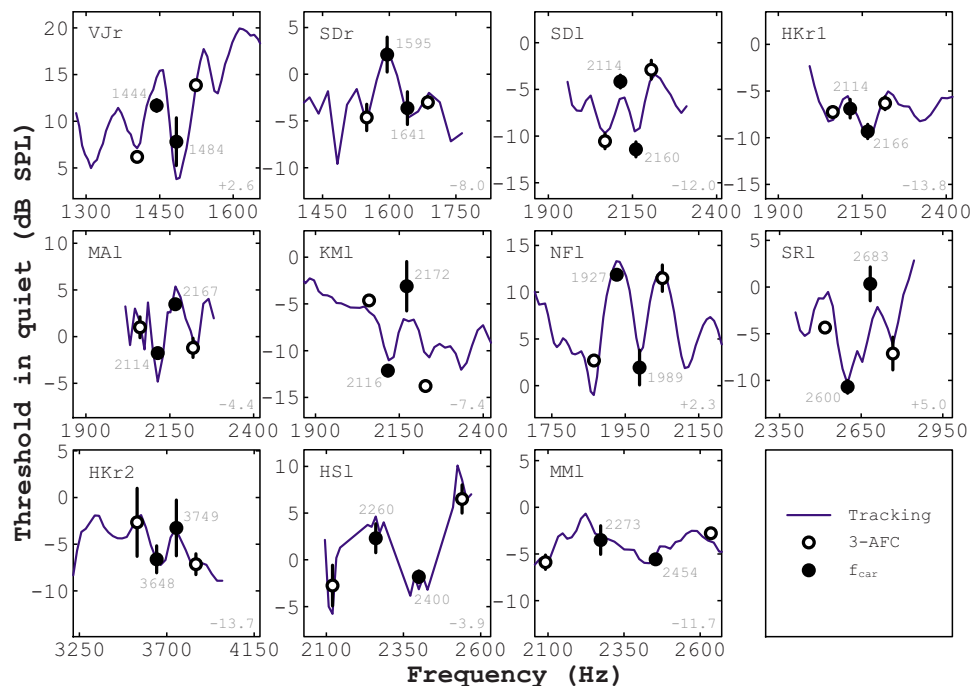 Threshold in quiet (dB SPL)
VJr
20
15
10
5
1444
1484
+2.6
1300 1450 1600
SDr
0
−5
−10
1595
1641
−8.0
1450 1600 1750
SDl
0
−5
−10
−15
2114
2160
−12.0
1900 2150 2400
HKr1
5
0
−5
−10
−15
2114
2166
−13.8
1900 2150 2400
MAl
10
5
0
−5
2167
2114
−4.4
1900 2150 2400
KMl
0
−5
−10
−15
2172
2116
−7.4
1900 2150 2400
NFl
15
10
5
0
1927
1989
+2.3
1750 1950 2150
SRl
0
−5
−10
2683
2600
+5.0
2350 2650 2950
HKr2
0
−5
−10
3749
3648
−13.7
3250 3700 4150
HSl
10
5
0
−5
2260
2400
−3.9
2100 2350 2600
MMl
0
−5
−10
2273
2454
−11.7
2100 2350 2600
Tracking
3-AFC
fcar
Frequency (Hz)